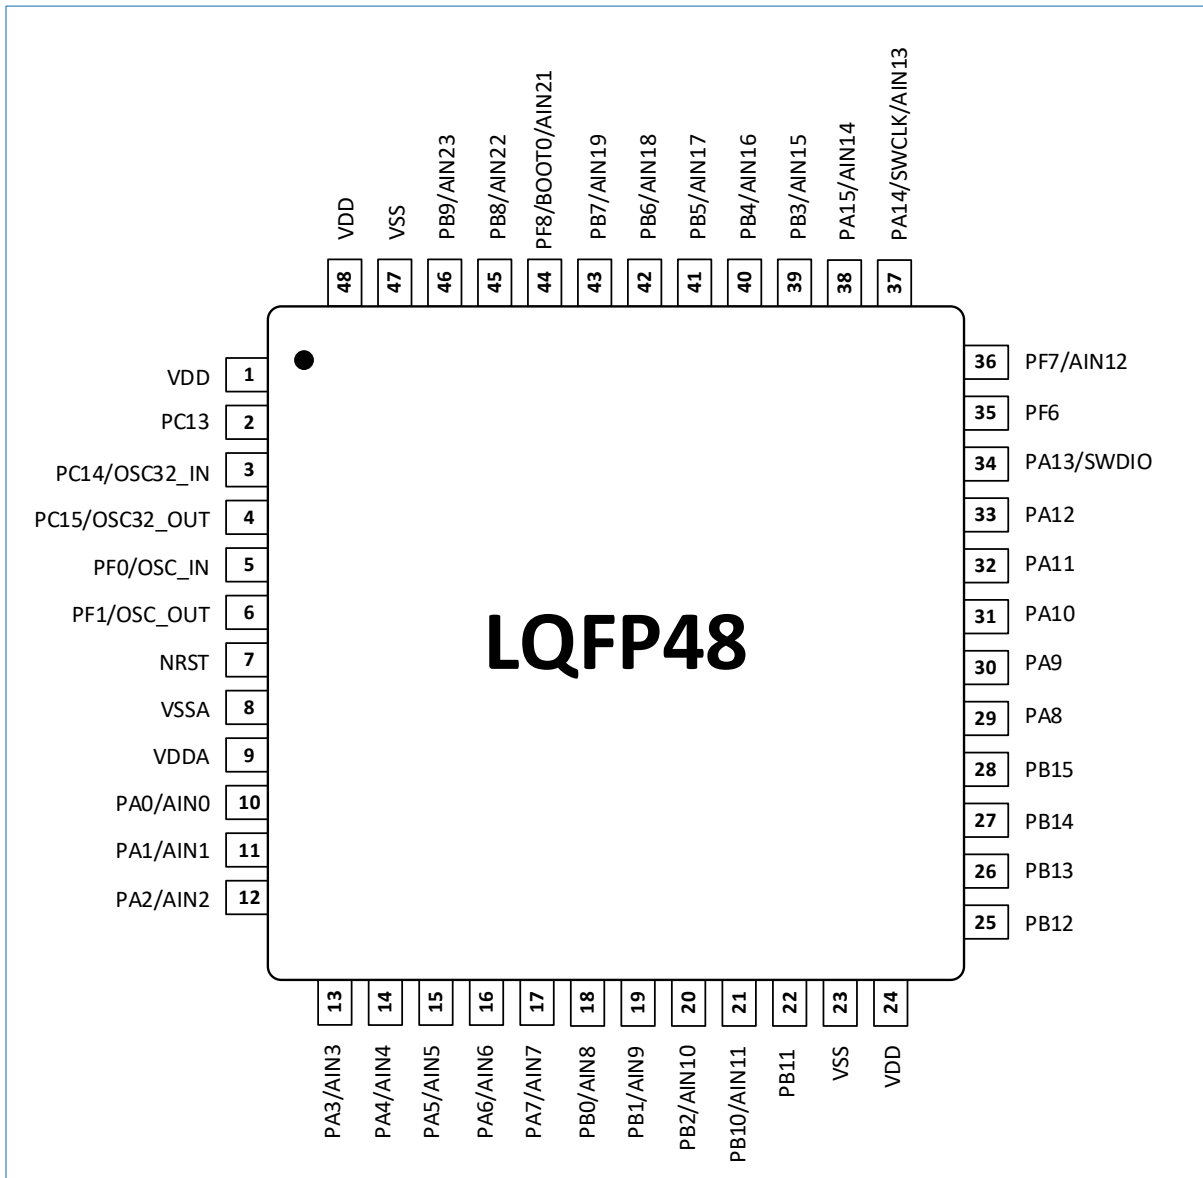 VDD
VSS
PB9/AIN23
PB8/AIN22
PF8/BOOT0/AIN21
PB7/AIN19
PB6/AIN18
PB5/AIN17
PB4/AIN16
PB3/AIN15
PA15/AIN14
PA14/SWCLK/AIN13
48
47
46
45
44
43
42
41
40
39
38
37
VDD 1
PC13 2
PC14/OSC32_IN 3
PC15/OSC32_OUT 4
PF0/OSC_IN 5
PF1/OSC_OUT 6
NRST 7
VSSA 8
VDDA 9
PA0/AIN0 10
PA1/AIN1 11
PA2/AIN2 12
LQFP48
36 PF7/AIN12
35 PF6
34 PA13/SWDIO
33 PA12
32 PA11
31 PA10
30 PA9
29 PA8
28 PB15
27 PB14
26 PB13
25 PB12
13
14
15
16
17
18
19
20
21
22
23
24
PA3/AIN3
PA4/AIN4
PA5/AIN5
PA6/AIN6
PA7/AIN7
PB0/AIN8
PB1/AIN9
PB2/AIN10
PB10/AIN11
PB11
VSS
VDD